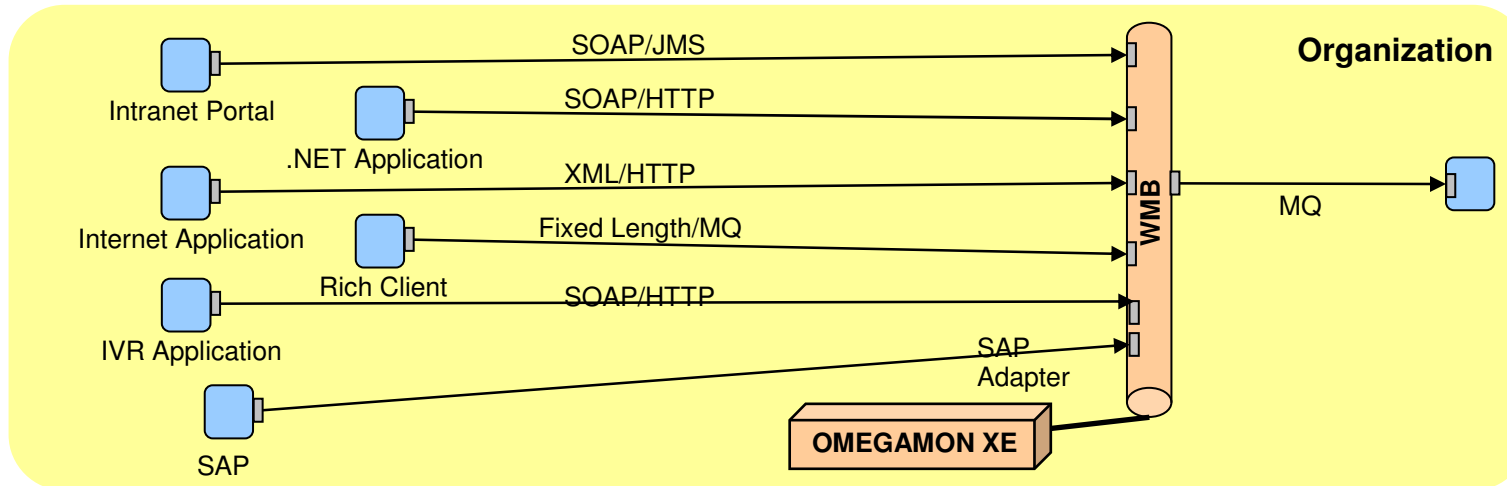 SOAP/JMS
Organization
Intranet Portal
SOAP/HTTP
.NET Application
XML/HTTP
WMB
MQ
Internet Application
Fixed Length/MQ
Rich Client
SOAP/HTTP
IVR Application
SAP
Adapter
OMEGAMON XE
SAP